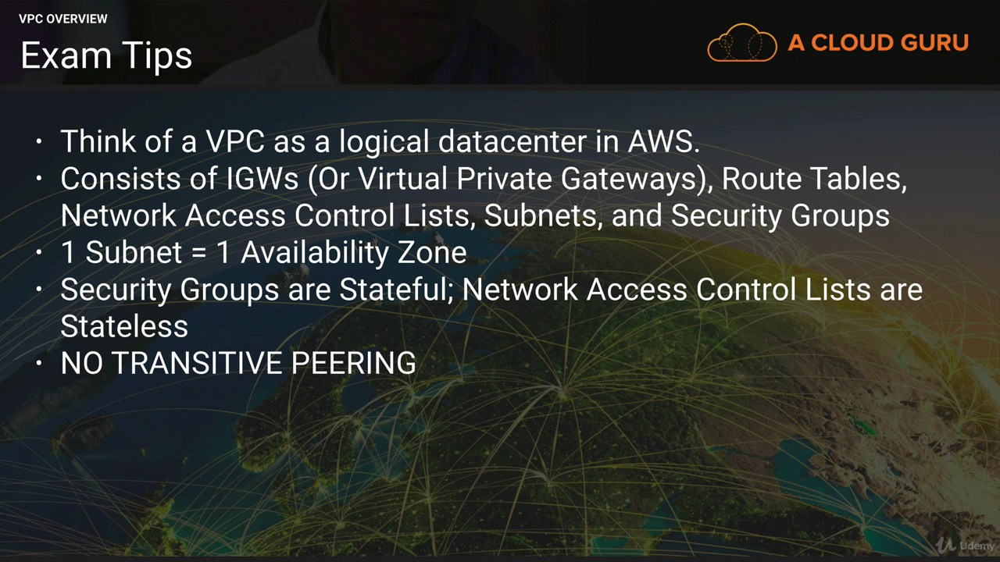 VPC OVERVIEW
Exam Tips
A CLOUD GURU
• Think of a VPC as a logical datacenter in AWS.
• Consists of IGWs (Or Virtual Private Gateways), Route Tables,
Network Access Control Lists, Subnets, and Security Groups
• 1 Subnet = 1 Availability Zone
• Security Groups are Stateful; Network Access Control Lists are
Stateless
• NO TRANSITIVE PEERING
Udemy